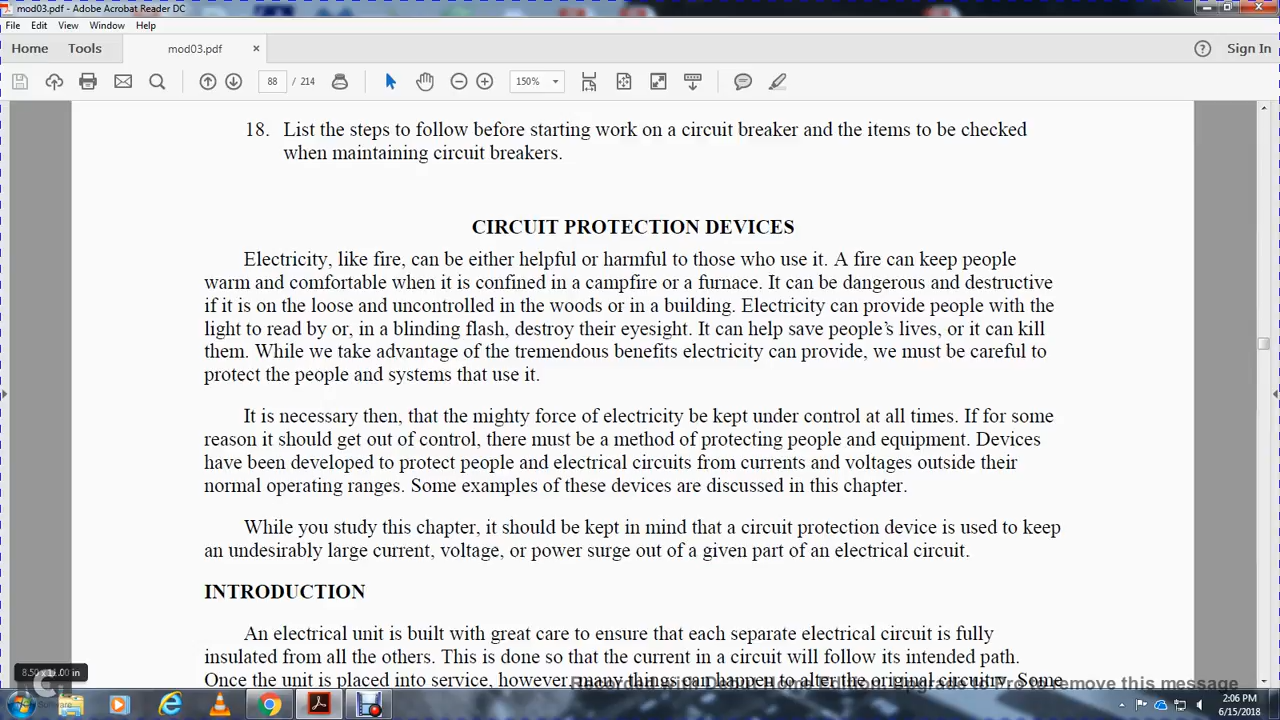 mod03.pdf - Adobe Acrobat Reader DC
File Edit View Window Help
Home Tools mod03.pdf × Sign In
88 / 214 150%
18. List the steps to follow before starting work on a circuit breaker and the items to be checked
when maintaining circuit breakers.
CIRCUIT PROTECTION DEVICES
Electricity, like fire, can be either helpful or harmful to those who use it. A fire can keep people
warm and comfortable when it is confined in a campfire or a furnace. It can be dangerous and destructive
if it is on the loose and uncontrolled in the woods or in a building. Electricity can provide people with the
light to read by or, in a blinding flash, destroy their eyesight. It can help save people's lives, or it can kill
them. While we take advantage of the tremendous benefits electricity can provide, we must be careful to
protect the people and systems that use it.
It is necessary then, that the mighty force of electricity be kept under control at all times. If for some
reason it should get out of control, there must be a method of protecting people and equipment. Devices
have been developed to protect people and electrical circuits from currents and voltages outside their
normal operating ranges. Some examples of these devices are discussed in this chapter.
While you study this chapter, it should be kept in mind that a circuit protection device is used to keep
an undesirably large current, voltage, or power surge out of a given part of an electrical circuit.
INTRODUCTION
An electrical unit is built with great care to ensure that each separate electrical circuit is fully
insulated from all the others. This is done so that the current in a circuit will follow its intended path.
Once the unit is placed into service, however, many things can happen to alter the original circuit. Some
8.50 x 11.00 in
Software
to remove this message
2:06 PM
6/15/2018